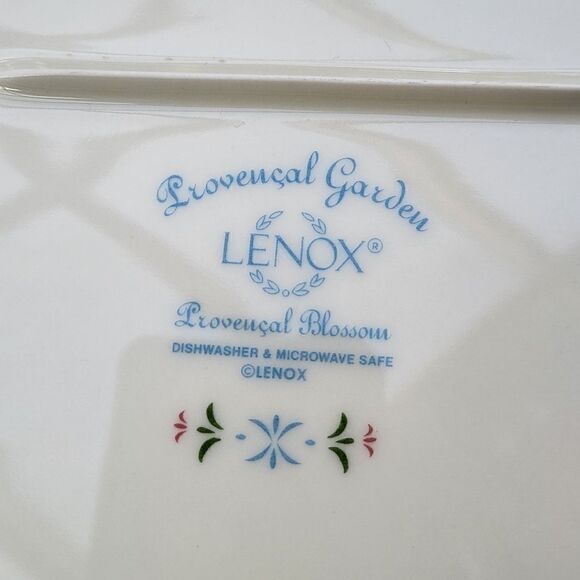 Provençal Garden
LENOX®
Provençal Blossom
DISHWASHER & MICROWAVE SAFE
©LENOX